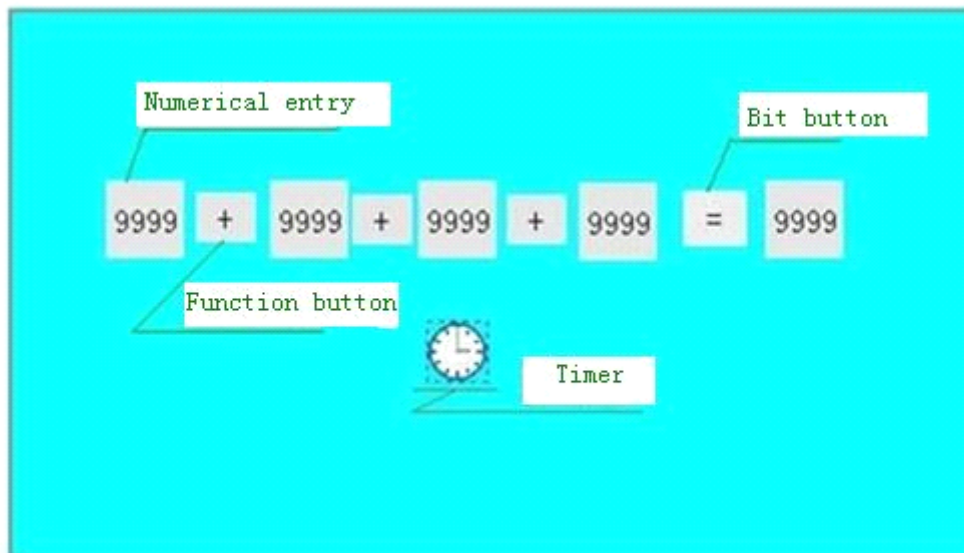 Numerical entry
Bit button
9999 + 9999 + 9999 + 9999 = 9999
Function button
Timer